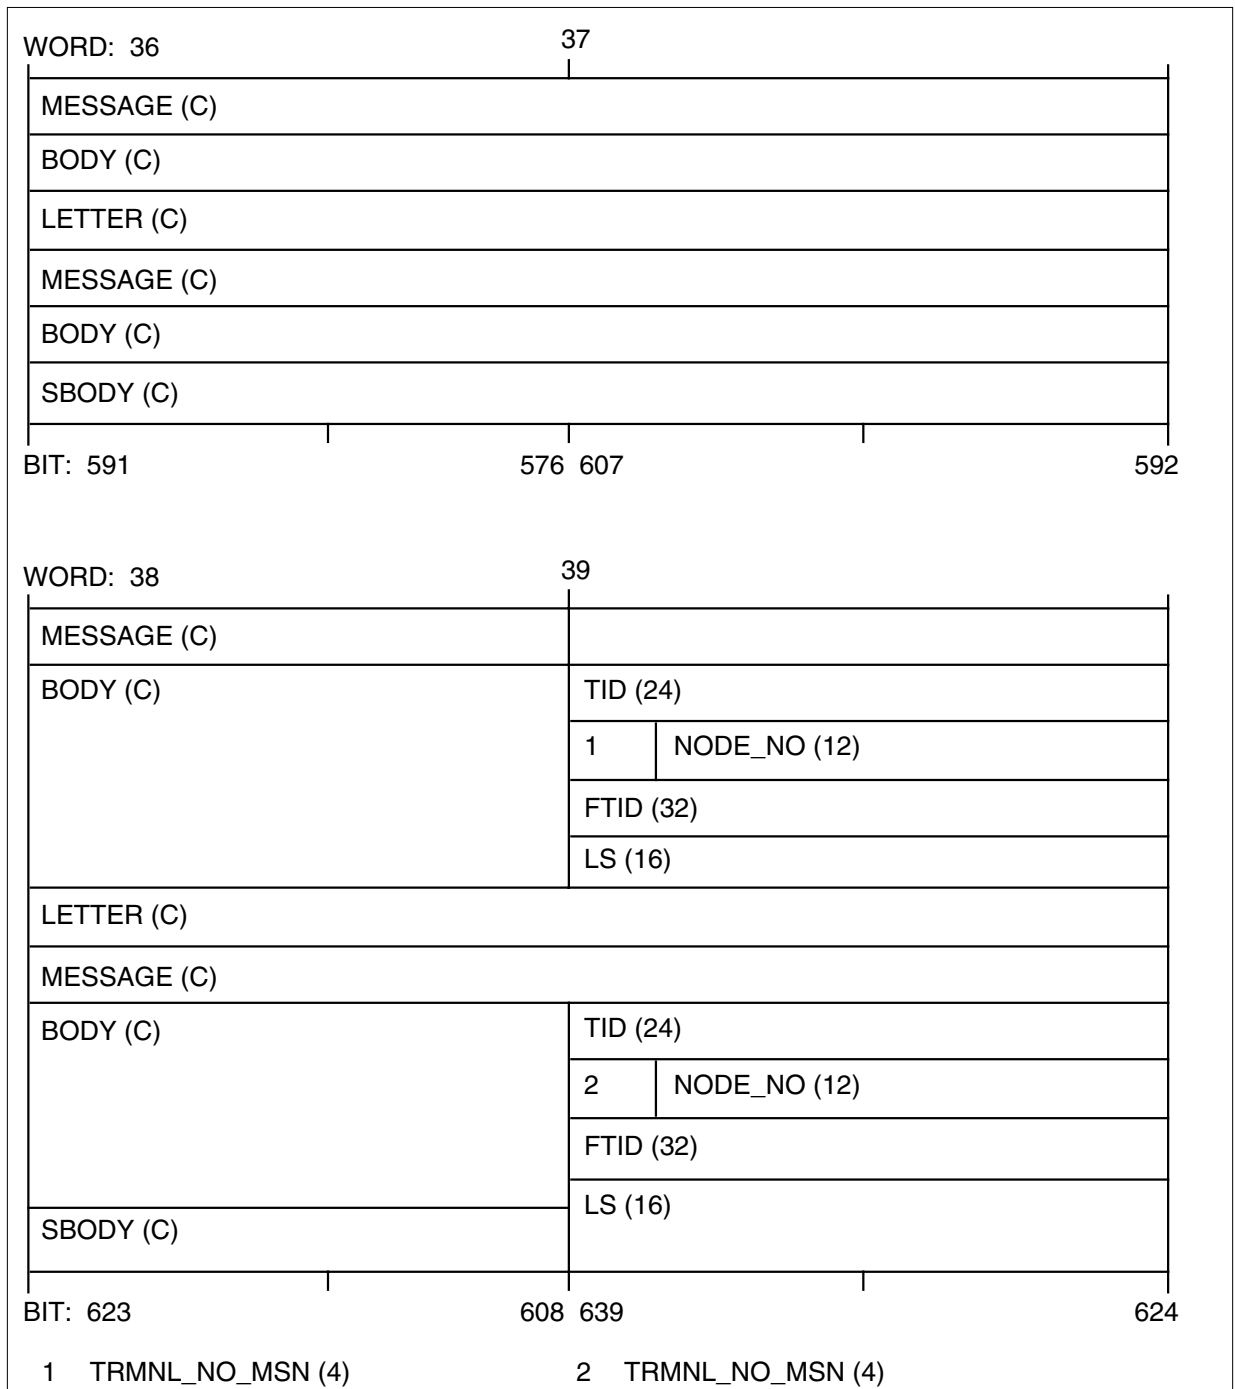 WORD: 36 37
MESSAGE (C)
BODY (C)
LETTER (C)
MESSAGE (C)
BODY (C)
SBODY (C)
BIT: 591 576 607 592
WORD: 38 39
MESSAGE (C)
BODY (C) TID (24)
1 NODE_NO (12)
FTID (32)
LS (16)
LETTER (C)
MESSAGE (C)
BODY (C) TID (24)
2 NODE_NO (12)
FTID (32)
LS (16)
SBODY (C)
BIT: 623 608 639 624
1 TRMNL_NO_MSN (4) 2 TRMNL_NO_MSN (4)